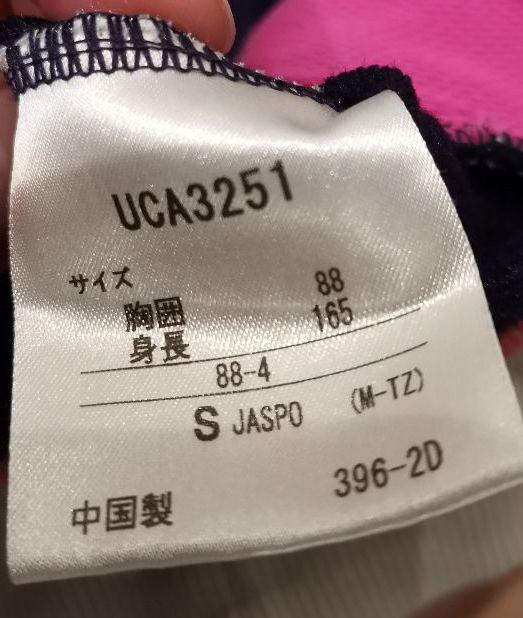 UCA3251
サイズ
胸囲 88
身長 165
88-4
S JASPO (M-TZ)
396-2D
中国製